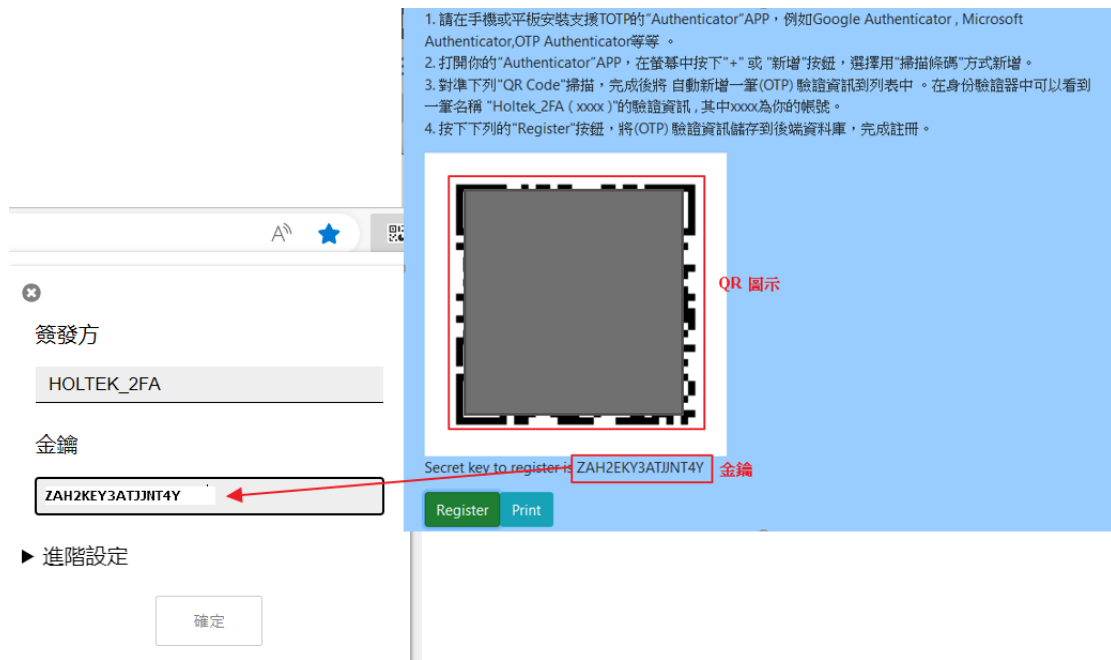 1. 請在手機或平板安裝支援TOTP的"Authenticator"APP，例如Google Authenticator , Microsoft
Authenticator,OTP Authenticator等等 。
2. 打開你的"Authenticator"APP，在螢幕中按下"+" 或 "新增"按鈕，選擇用"掃描條碼"方式新增。
3. 對準下列"QR Code"掃描，完成後將 自動新增一筆(OTP) 驗證資訊到列表中 。在身份驗證器中可以看到
一筆名稱 "Holtek_2FA ( xxxx )"的驗證資訊 , 其中xxxx為你的帳號。
4. 按下下列的"Register"按鈕，將(OTP) 驗證資訊儲存到後端資料庫，完成註冊。
QR 圖示
Secret key to register is ZAH2EKY3ATJJNT4Y 金鑰
Register Print
簽發方
HOLTEK_2FA
金鑰
ZAH2KEY3ATJJNT4Y
▶ 進階設定
確定